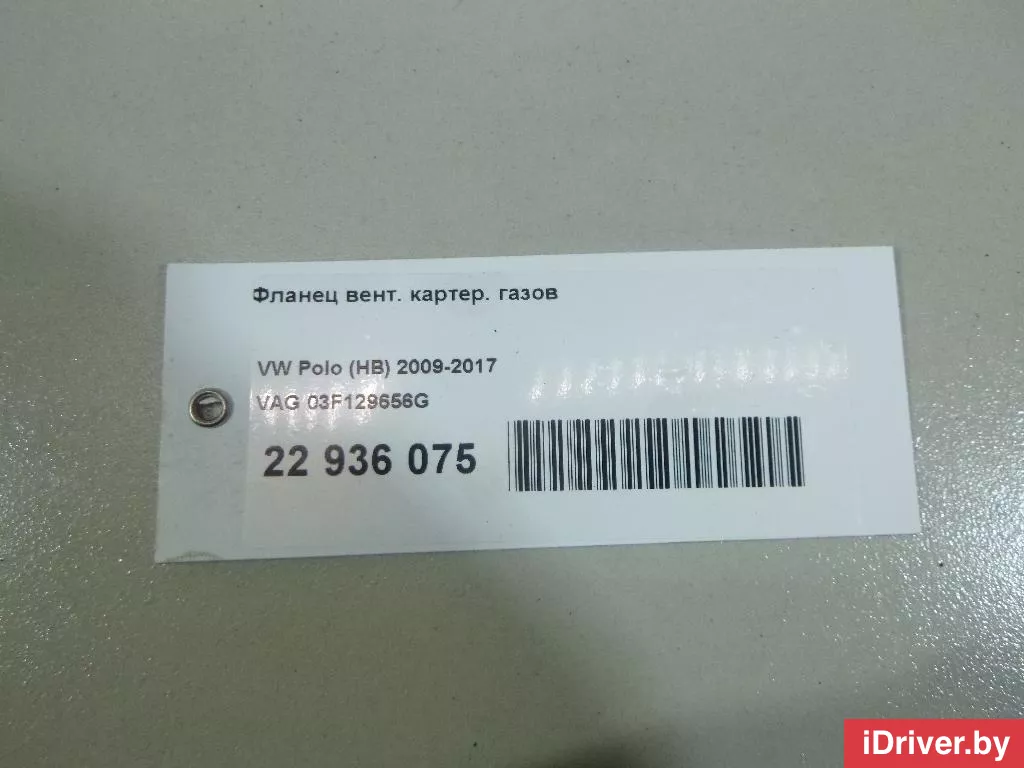 Фланец вент. картер. газов
VW Polo (HB) 2009-2017
VAG 03F129656G
22 936 075
iDriver.by